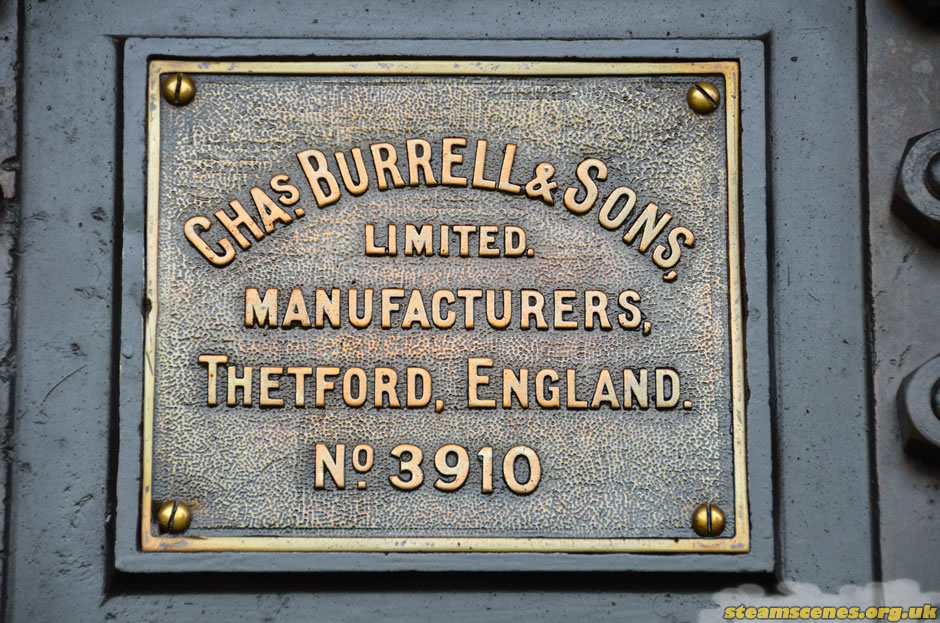 CHAS. BURRELL & SONS,
LIMITED.
MANUFACTURERS,
THETFORD, ENGLAND.
No. 3910
steamscenes.org.uk